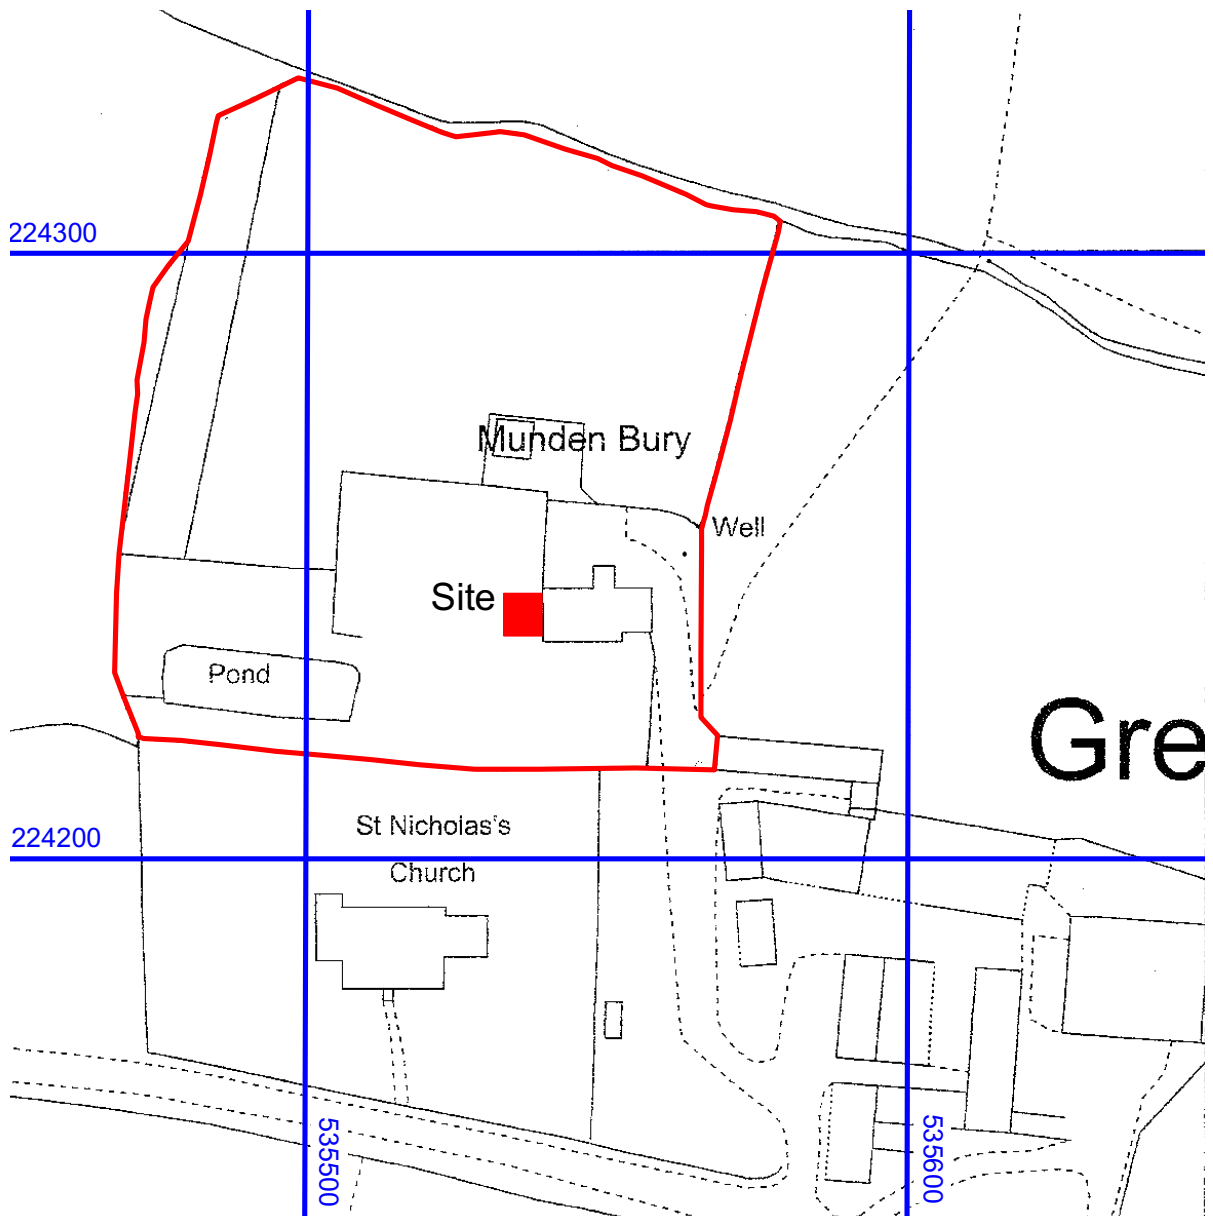 224300
Munden Bury
Well
Site
Pond
Gre
St Nicholas's
Church
224200
535500
535600